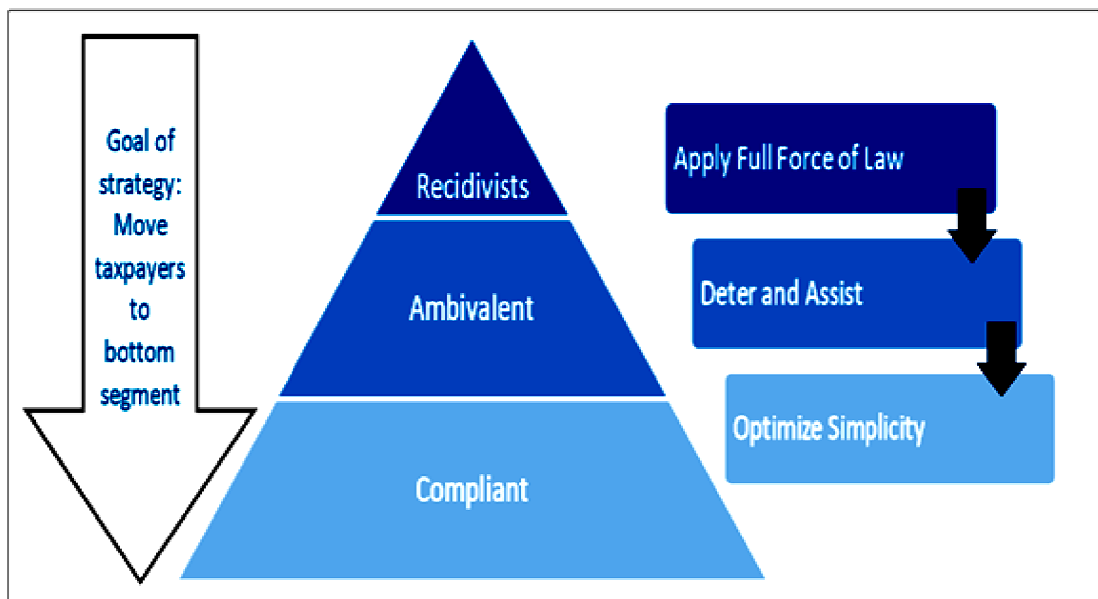 Goal of
strategy:
Move
taxpayers
to
bottom
segment
Recidivists
Ambivalent
Compliant
Apply Full Force of Law
Deter and Assist
Optimize Simplicity